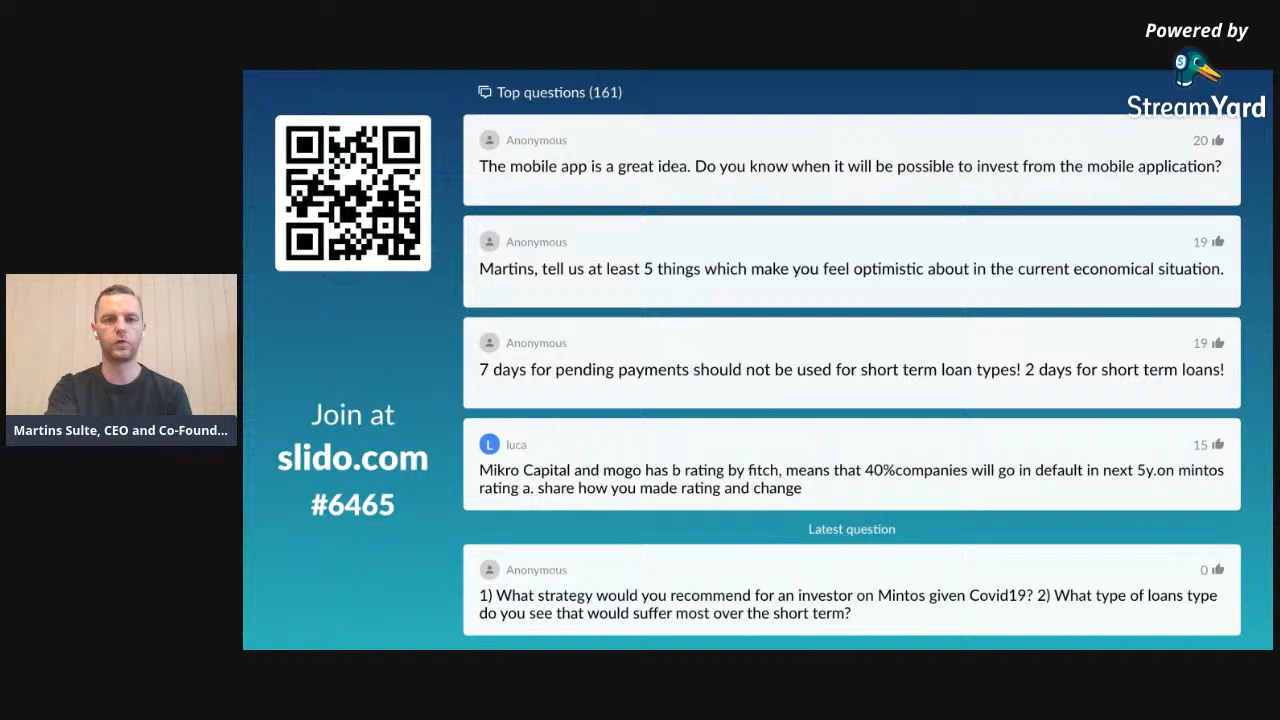 Powered by
StreamYard
Top questions (161)
Anonymous
20
The mobile app is a great idea. Do you know when it will be possible to invest from the mobile application?
Anonymous
19
Martins, tell us at least 5 things which make you feel optimistic about in the current economical situation.
Anonymous
19
7 days for pending payments should not be used for short term loan types! 2 days for short term loans!
L luca
15
Mikro Capital and mogo has b rating by fitch, means that 40%companies will go in default in next 5y.on mintos
rating a. share how you made rating and change
Latest question
Anonymous
0
1) What strategy would you recommend for an investor on Mintos given Covid19? 2) What type of loans type
do you see that would suffer most over the short term?
Join at
slido.com
#6465
Martins Sulte, CEO and Co-Found...